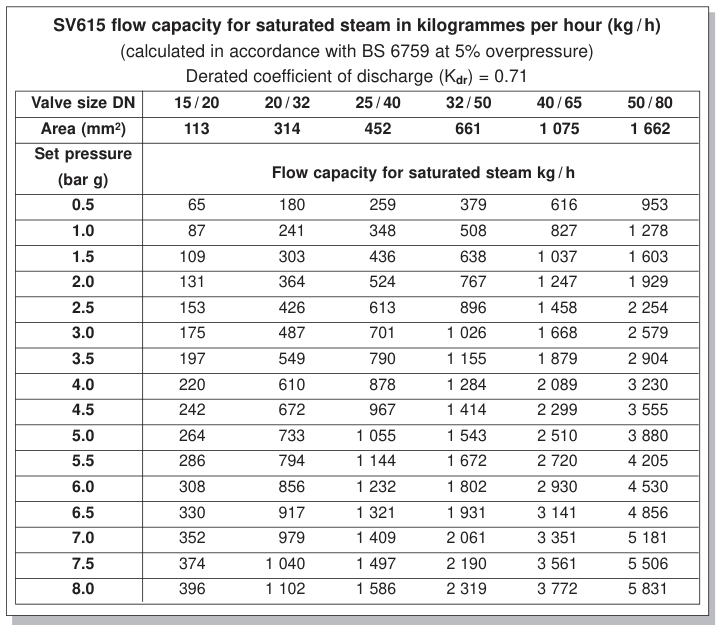 SV615 flow capacity for saturated steam in kilogrammes per hour (kg / h)
(calculated in accordance with BS 6759 at 5% overpressure)
Derated coefficient of discharge (Kdr) = 0.71
Valve size DN 15 / 20 20 / 32 25 / 40 32 / 50 40 / 65 50 / 80
Area (mm²) 113 314 452 661 1 075 1 662
Set pressure
(bar g) Flow capacity for saturated steam kg / h
0.5 65 180 259 379 616 953
1.0 87 241 348 508 827 1 278
1.5 109 303 436 638 1 037 1 603
2.0 131 364 524 767 1 247 1 929
2.5 153 426 613 896 1 458 2 254
3.0 175 487 701 1 026 1 668 2 579
3.5 197 549 790 1 155 1 879 2 904
4.0 220 610 878 1 284 2 089 3 230
4.5 242 672 967 1 414 2 299 3 555
5.0 264 733 1 055 1 543 2 510 3 880
5.5 286 794 1 144 1 672 2 720 4 205
6.0 308 856 1 232 1 802 2 930 4 530
6.5 330 917 1 321 1 931 3 141 4 856
7.0 352 979 1 409 2 061 3 351 5 181
7.5 374 1 040 1 497 2 190 3 561 5 506
8.0 396 1 102 1 586 2 319 3 772 5 831